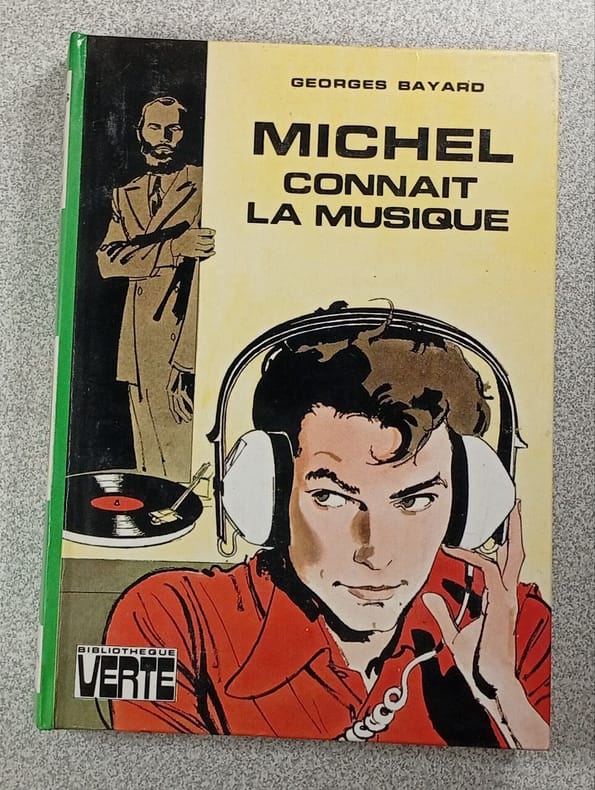 GEORGES BAYARD
MICHEL
CONNAIT
LA MUSIQUE
BIBLIOTHEQUE
VERTE